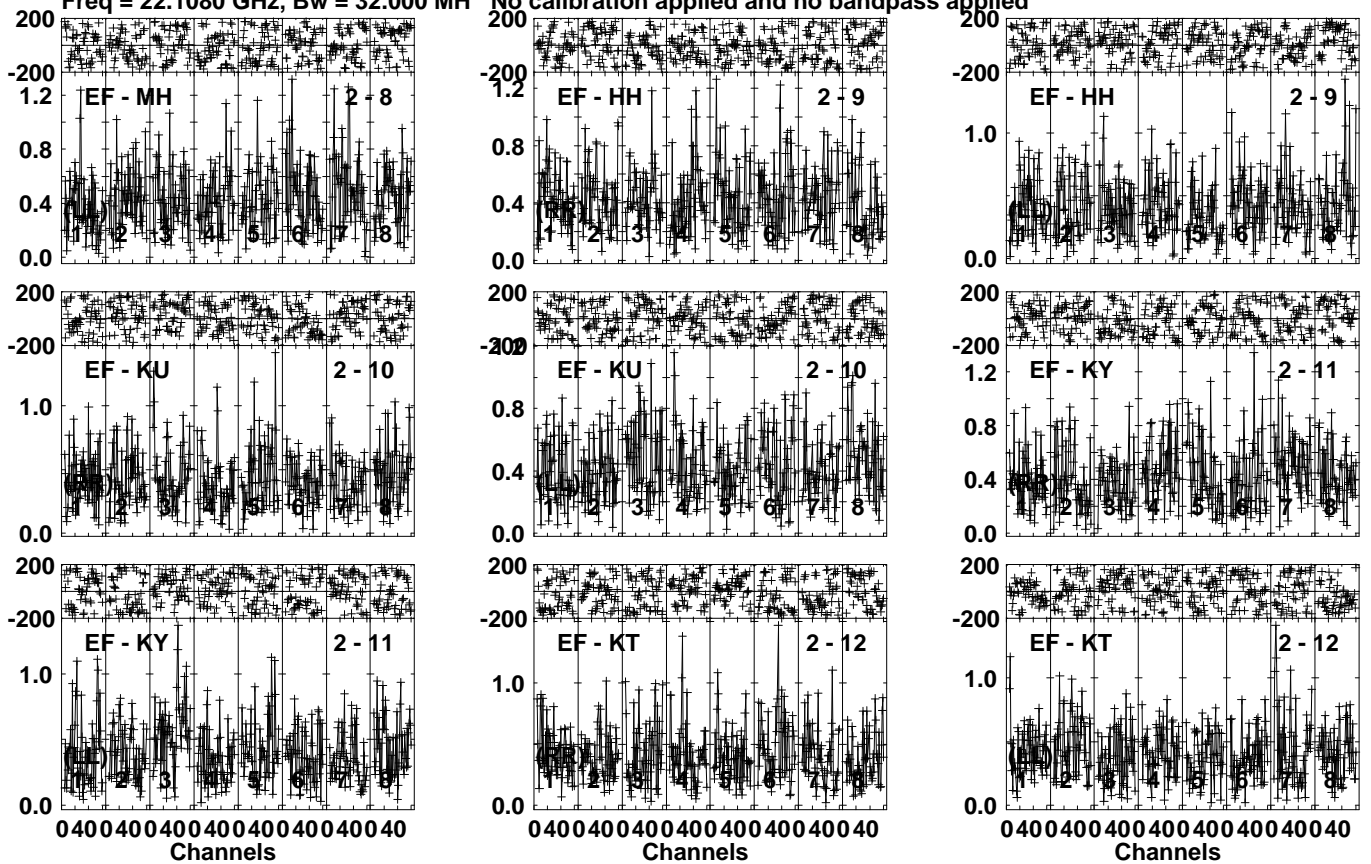 Freq = 22.1080 GHz, Bw = 32.000 MH No calibration applied and no bandpass applied
200 200 200
-200 -200 -200
EF - MH 2 - 8 EF - HH 2 - 9 EF - HH 2 - 9
1.2 1.2
1.0
0.8 0.8
0.4 0.4
(LL) (RR) (LL)
1 2 3 4 5 6 7 8 1 2 3 4 5 6 7 8 1 2 3 4 5 6 7 8
0.0 0.0 0.0
200 200 200
-200 -200 -200
1.2
EF - KU 2 - 10 EF - KU 2 - 10 EF - KY 2 - 11
1.2
1.0 0.8 0.8
0.4 0.4
(RR) (LL) (RR)
1 2 3 4 5 6 7 8 1 2 3 4 5 6 7 8 1 2 3 4 5 6 7 8
0.0 0.0 0.0
200 200 200
-200 -200 -200
EF - KY 2 - 11 EF - KT 2 - 12 EF - KT 2 - 12
1.0 1.0 1.0
(LL) (RR) (LL)
1 2 3 4 5 6 7 8 1 2 3 4 5 6 7 8 1 2 3 4 5 6 7 8
0.0 0.0 0.0
0 40 0 40 0 40 0 40 0 40 0 40 0 40 0 40 0 40 0 40 0 40 0 40 0 40 0 40 0 40 0 40 0 40 0 40 0 40 0 40 0 40 0 40 0 40 0 40
Channels Channels Channels